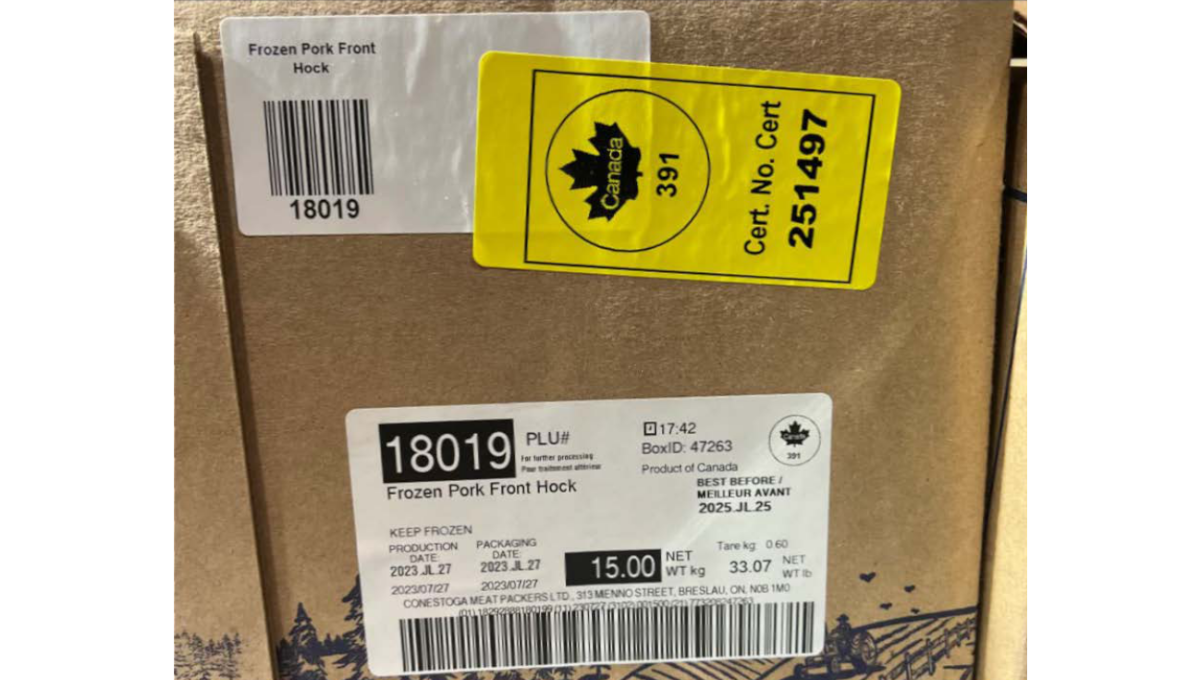 Frozen Pork Front
Hock
18019
Canada
391
Cert. No. Cert
251497
18019 PLU#
For further processing
Pour traitement ultérieur
Frozen Pork Front Hock
17:42
BoxID: 47263
Product of Canada
Canada
391
BEST BEFORE /
MEILLEUR AVANT
2025.JL.25
KEEP FROZEN
PRODUCTION DATE:
2023.JL.27
2023/07/27
PACKAGING DATE:
2023.JL.27
2023/07/27
15.00 NET WT kg
Tare kg 0.60
33.07 NET WT lb
CONESTOGA MEAT PACKERS LTD., 313 MENNO STREET, BRESLAU, ON, N0B 1M0